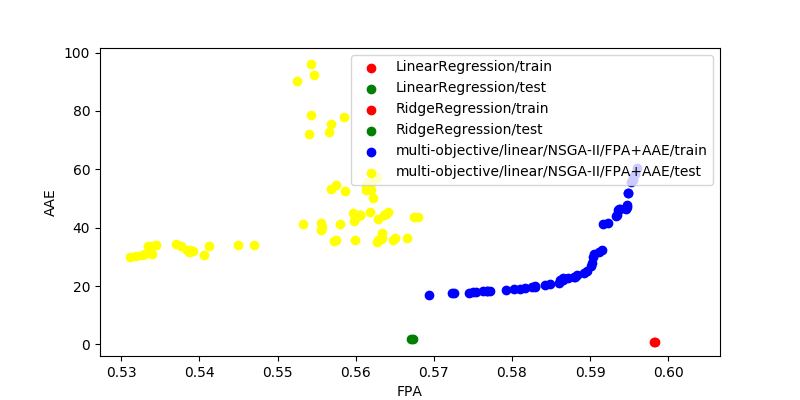 100
80
60
40
20
0
AAE
LinearRegression/train
LinearRegression/test
RidgeRegression/train
RidgeRegression/test
multi-objective/linear/NSGA-II/FPA+AAE/train
multi-objective/linear/NSGA-II/FPA+AAE/test
0.53 0.54 0.55 0.56 0.57 0.58 0.59 0.60
FPA